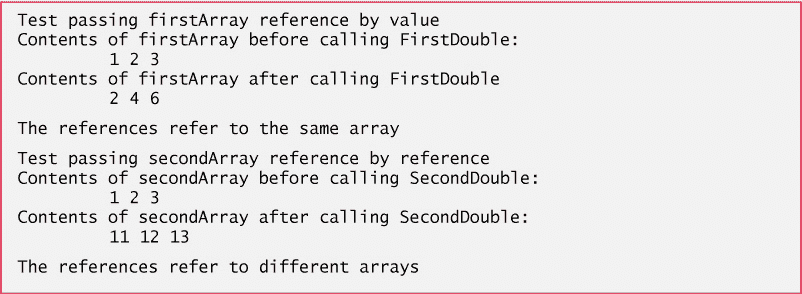 Test passing firstArray reference by value
Contents of firstArray before calling FirstDouble:
1 2 3
Contents of firstArray after calling FirstDouble
2 4 6
The references refer to the same array
Test passing secondArray reference by reference
Contents of secondArray before calling SecondDouble:
1 2 3
Contents of secondArray after calling SecondDouble:
11 12 13
The references refer to different arrays